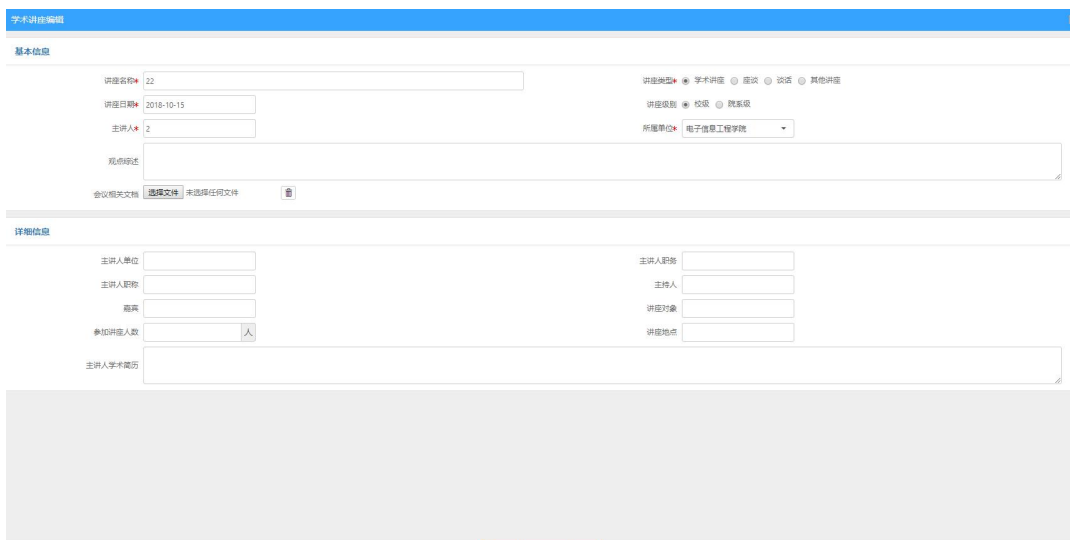 学术讲座编辑
基本信息
讲座名称* 22 讲座类型* 学术讲座 座谈 谈话 其他讲座
讲座日期* 2018-10-15 讲座级别 校级 院系级
主讲人* 2 所属单位* 电子信息工程学院
观点综述
会议相关文档 选择文件 未选择任何文件
详细信息
主讲人单位 主讲人职务
主讲人职称 主持人
嘉宾 讲座对象
参加讲座人数 人 讲座地点
主讲人学术简历